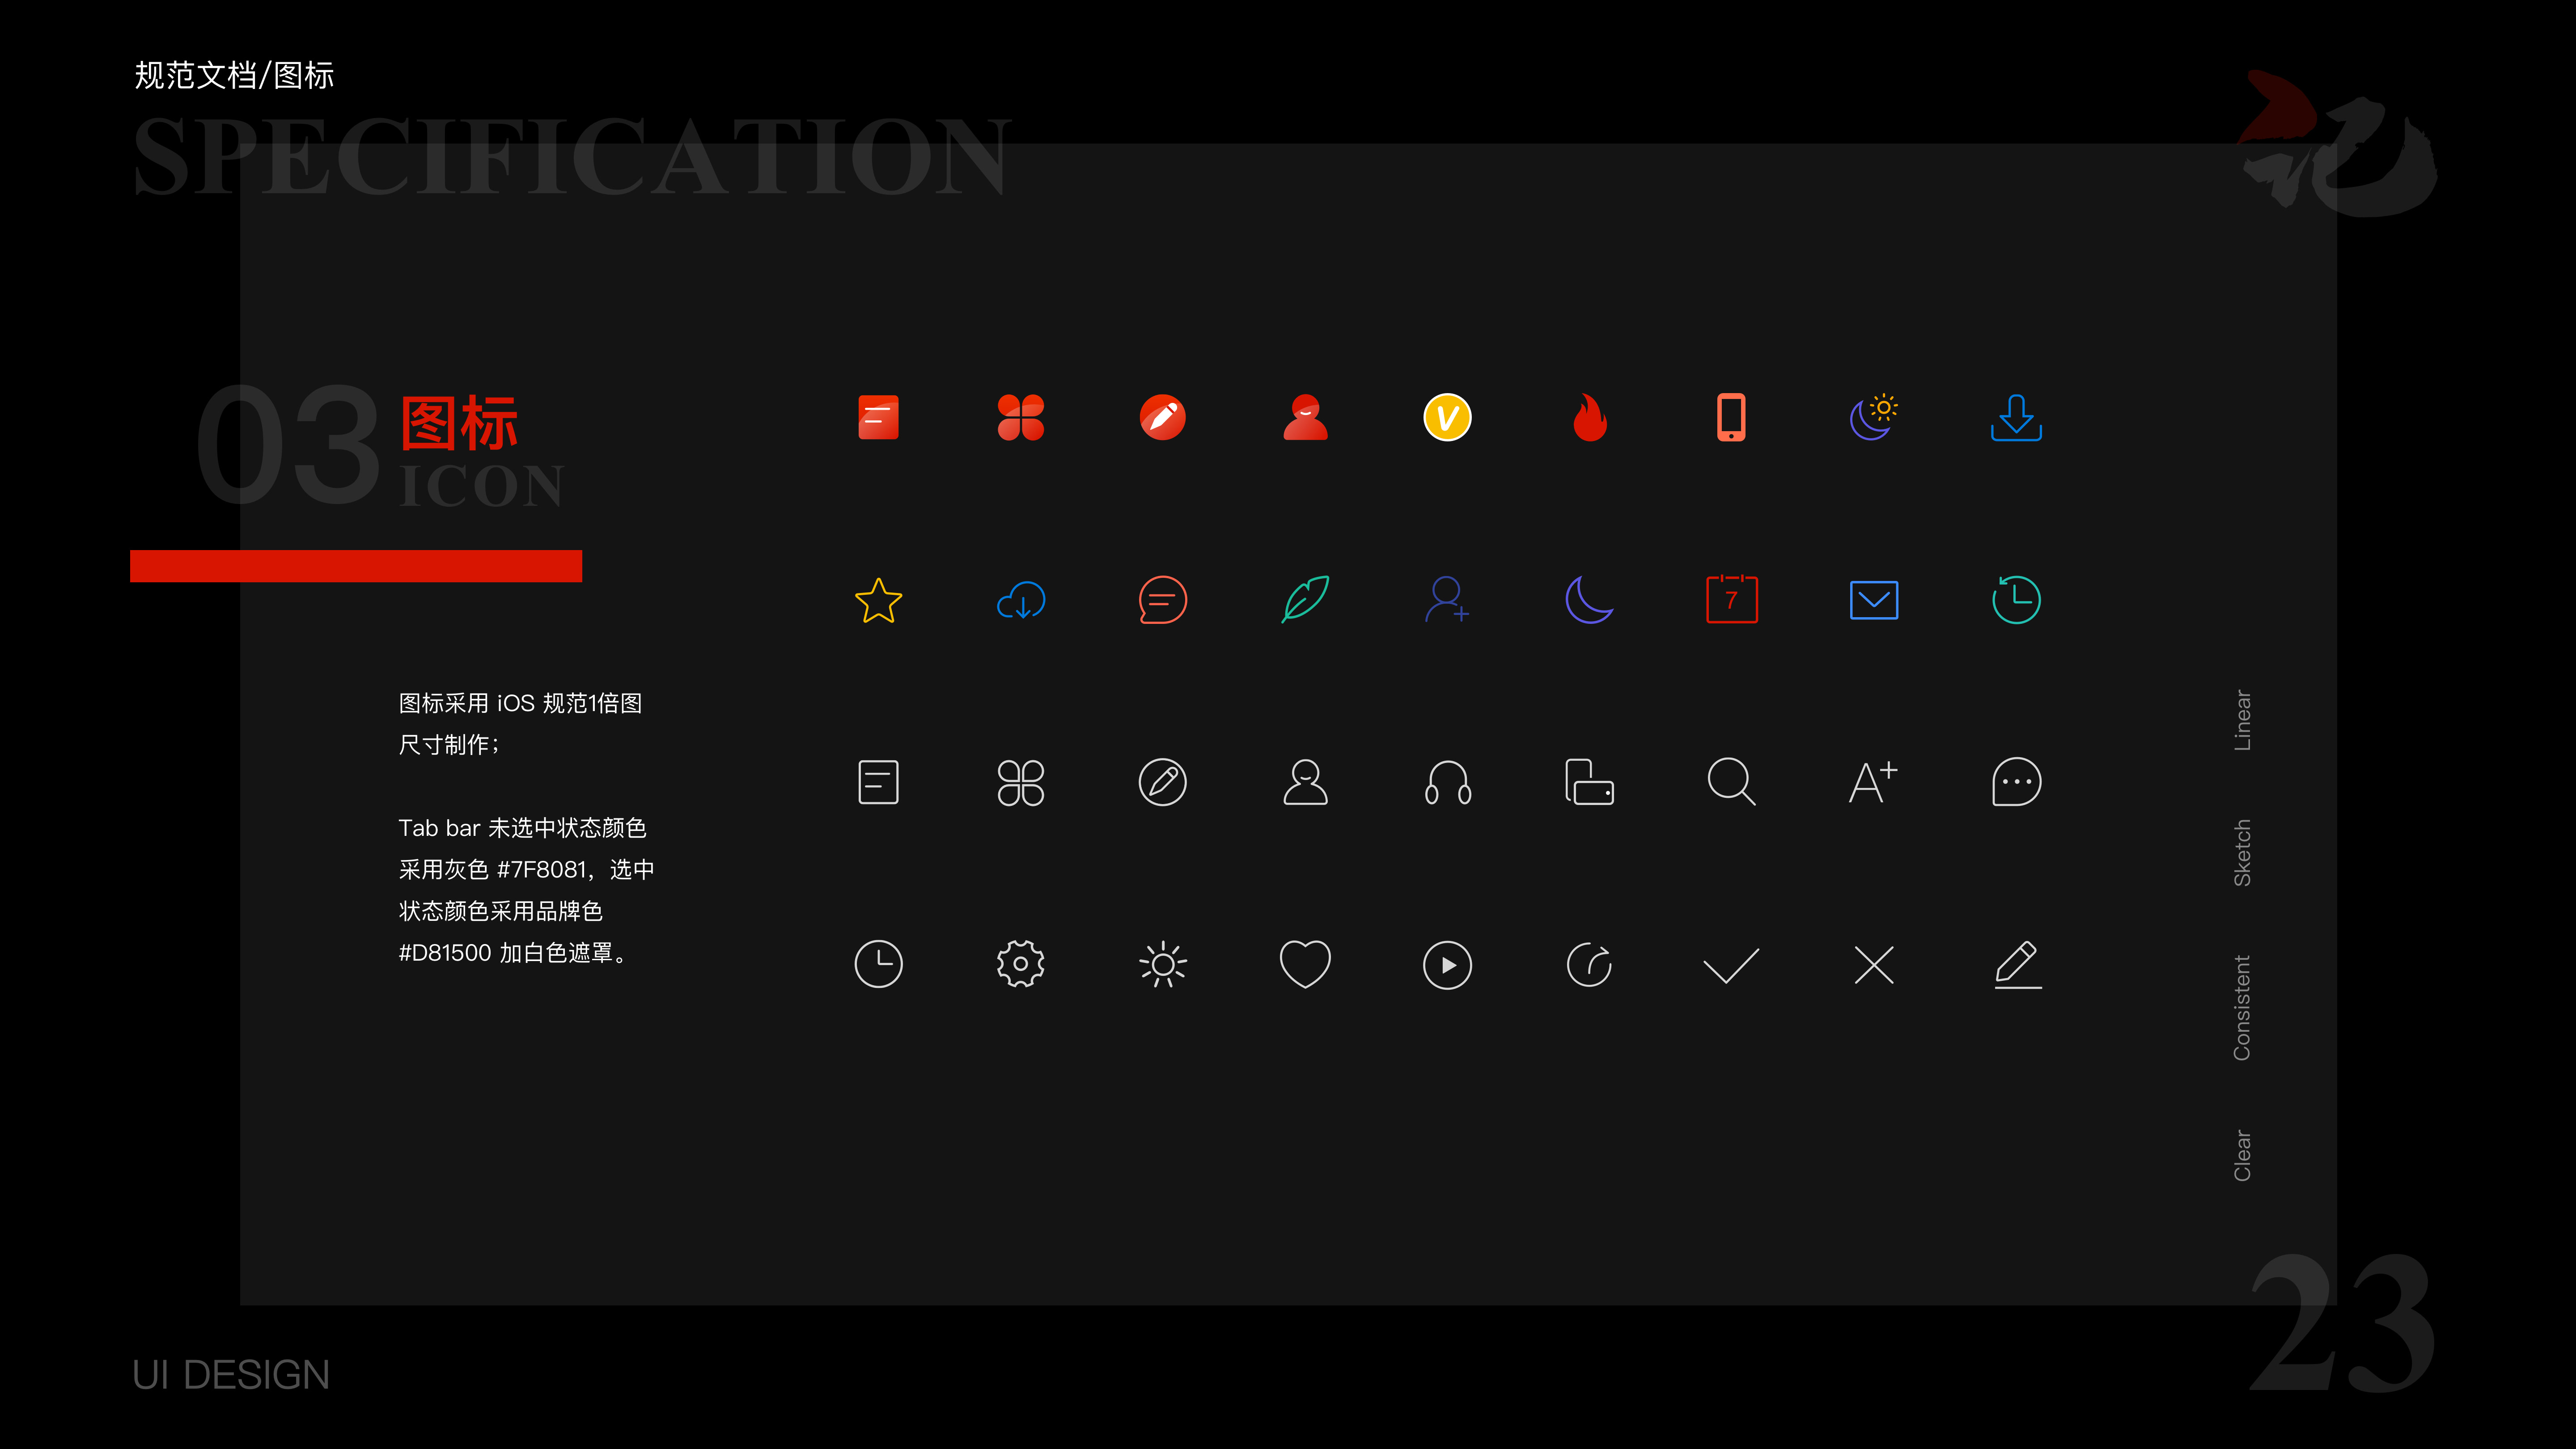 规范文档/图标
SPECIFICATION
记
03
图标
ICON
图标采用 iOS 规范1倍图
尺寸制作；
Tab bar 未选中状态颜色
采用灰色 #7F8081，选中
状态颜色采用品牌色
#D81500 加白色遮罩。
V
7
A+
Linear
Sketch
Consistent
Clear
UI DESIGN
23